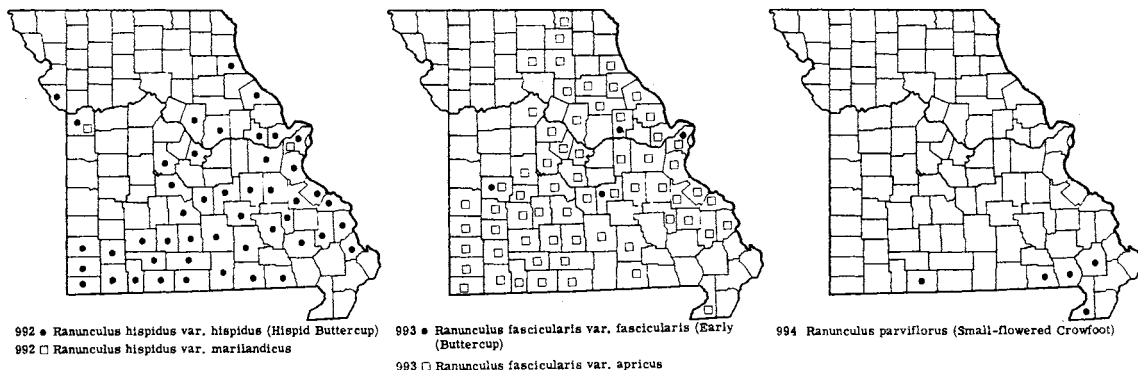 992 ● Ranunculus hispidus var. hispidus (Hispid Buttercup)
992 □ Ranunculus hispidus var. marilandicus
993 ● Ranunculus fascicularis var. fascicularis (Early
(Buttercup)
993 □ Ranunculus fascicularis var. apricus
994 Ranunculus parviflorus (Small-flowered Crowfoot)